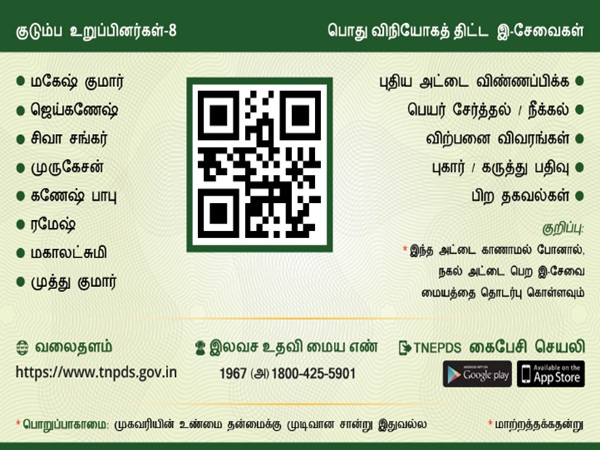 குடும்ப உறுப்பினர்கள்-8
பொது விநியோகத் திட்ட இ-சேவைகள்
மகேஷ் குமார்
ஜெய்கணேஷ்
சிவா சங்கர்
முருகேசன்
கணேஷ் பாபு
ரமேஷ்
மகாலட்சுமி
முத்து குமார்
புதிய அட்டை விண்ணப்பிக்க
பெயர் சேர்த்தல் / நீக்கல்
விற்பனை விவரங்கள்
புகார் / கருத்து பதிவு
பிற தகவல்கள்
குறிப்பு:
*இந்த அட்டை காணாமல் போனால்,
நகல் அட்டை பெற இ-சேவை
மையத்தை தொடர்பு கொள்ளவும்
வலைதளம்
https://www.tnpds.gov.in
இலவச உதவி மைய எண்
1967 (அ) 1800-425-5901
TNEPDS கைபேசி செயலி
ANDROID APP ON
Google play
Available on the
App Store
*பொறுப்பாகாமை: முகவரியின் உண்மை தன்மைக்கு முடிவான சான்று இதுவல்ல
*மாற்றத்தக்கதன்று